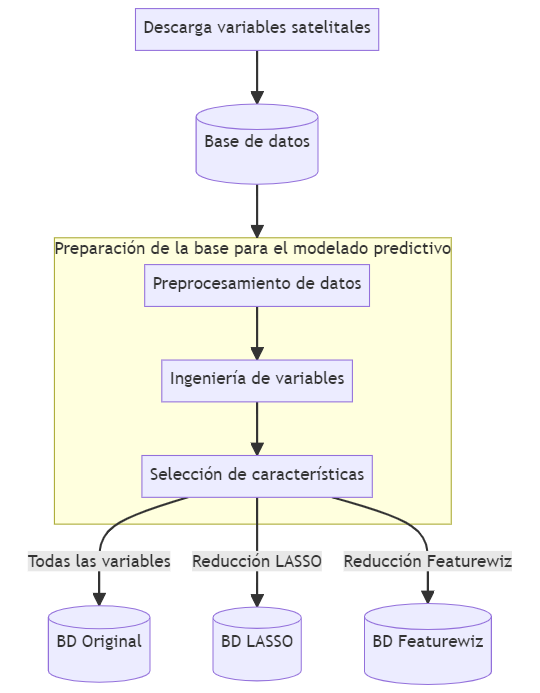 Descarga variables satelitales
Base de datos
Preparación de la base para el modelado predictivo
Preprocesamiento de datos
Ingeniería de variables
Selección de características
Todas las variables
Reducción LASSO
Reducción Featurewiz
BD Original
BD LASSO
BD Featurewiz